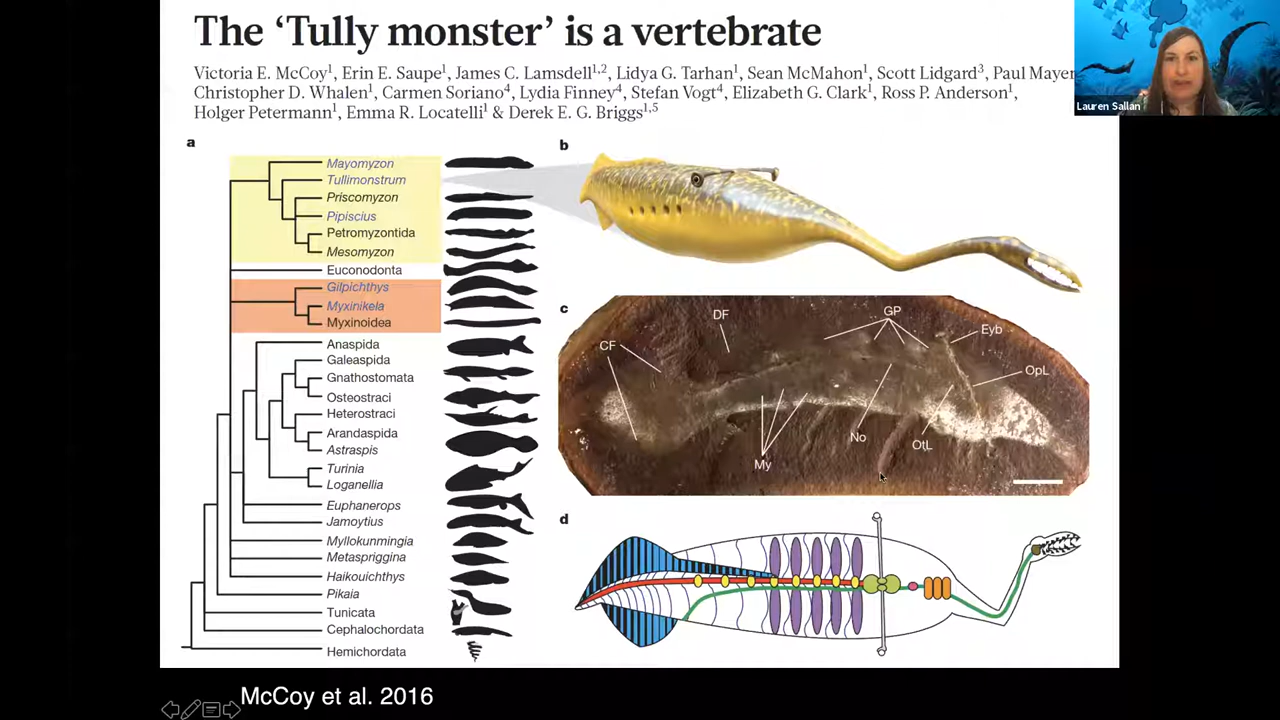 The ‘Tully monster’ is a vertebrate
Victoria E. McCoy1, Erin E. Saupe1, James C. Lamsdell1,2, Lidya G. Tarhan1, Sean McMahon1, Scott Lidgard3, Paul Mayer
Christopher D. Whalen1, Carmen Soriano4, Lydia Finney4, Stefan Vogt4, Elizabeth G. Clark1, Ross P. Anderson1,
Holger Petermann1, Emma R. Locatelli1 & Derek E. G. Briggs1,5
Lauren Sallan
a
Mayomyzon
Tullimonstrum
Priscomyzon
Pipiscius
Petromyzontida
Mesomyzon
Euconodonta
Gilpichthys
Myxinikela
Myxinoidea
Anaspida
Galeaspida
Gnathostomata
Osteostraci
Heterostraci
Arandaspida
Astraspis
Turinia
Loganellia
Euphanerops
Jamoytius
Myllokunmingia
Metaspriggina
Haikouichthys
Pikaia
Tunicata
Cephalochordata
Hemichordata
b
c
CF
DF
GP
Eyb
OpL
My
No
OtL
d
McCoy et al. 2016